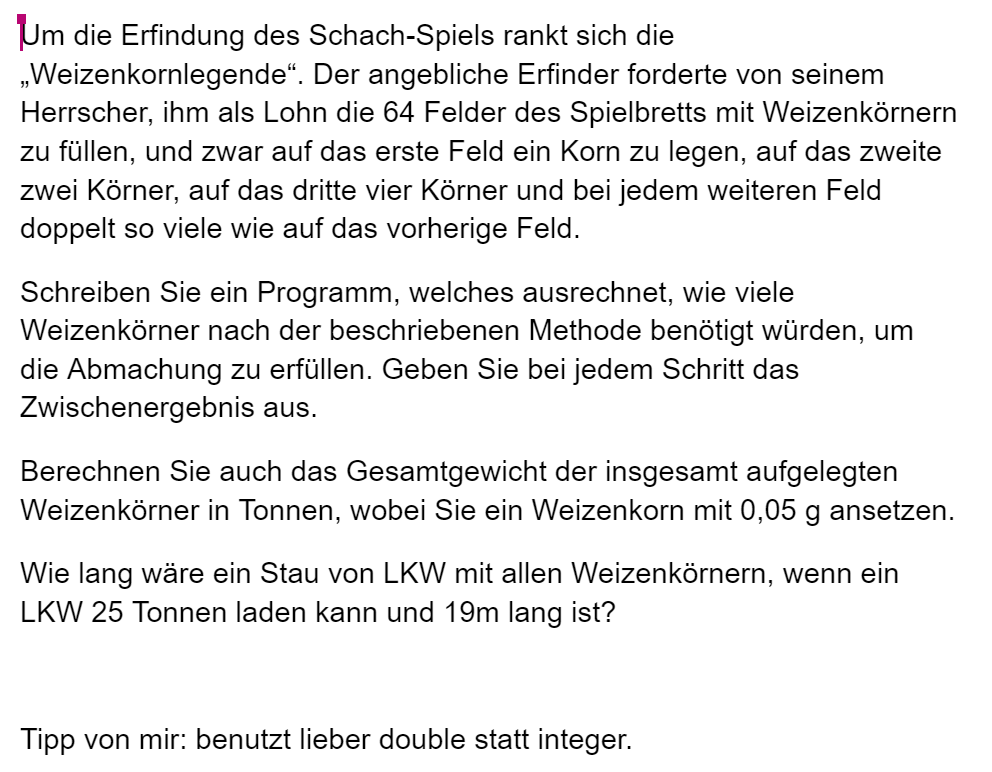 Um die Erfindung des Schach-Spiels rankt sich die
„Weizenkornlegende“. Der angebliche Erfinder forderte von seinem
Herrscher, ihm als Lohn die 64 Felder des Spielbretts mit Weizenkörnern
zu füllen, und zwar auf das erste Feld ein Korn zu legen, auf das zweite
zwei Körner, auf das dritte vier Körner und bei jedem weiteren Feld
doppelt so viele wie auf das vorherige Feld.
Schreiben Sie ein Programm, welches ausrechnet, wie viele
Weizenkörner nach der beschriebenen Methode benötigt würden, um
die Abmachung zu erfüllen. Geben Sie bei jedem Schritt das
Zwischenergebnis aus.
Berechnen Sie auch das Gesamtgewicht der insgesamt aufgelegten
Weizenkörner in Tonnen, wobei Sie ein Weizenkorn mit 0,05 g ansetzen.
Wie lang wäre ein Stau von LKW mit allen Weizenkörnern, wenn ein
LKW 25 Tonnen laden kann und 19m lang ist?
Tipp von mir: benutzt lieber double statt integer.